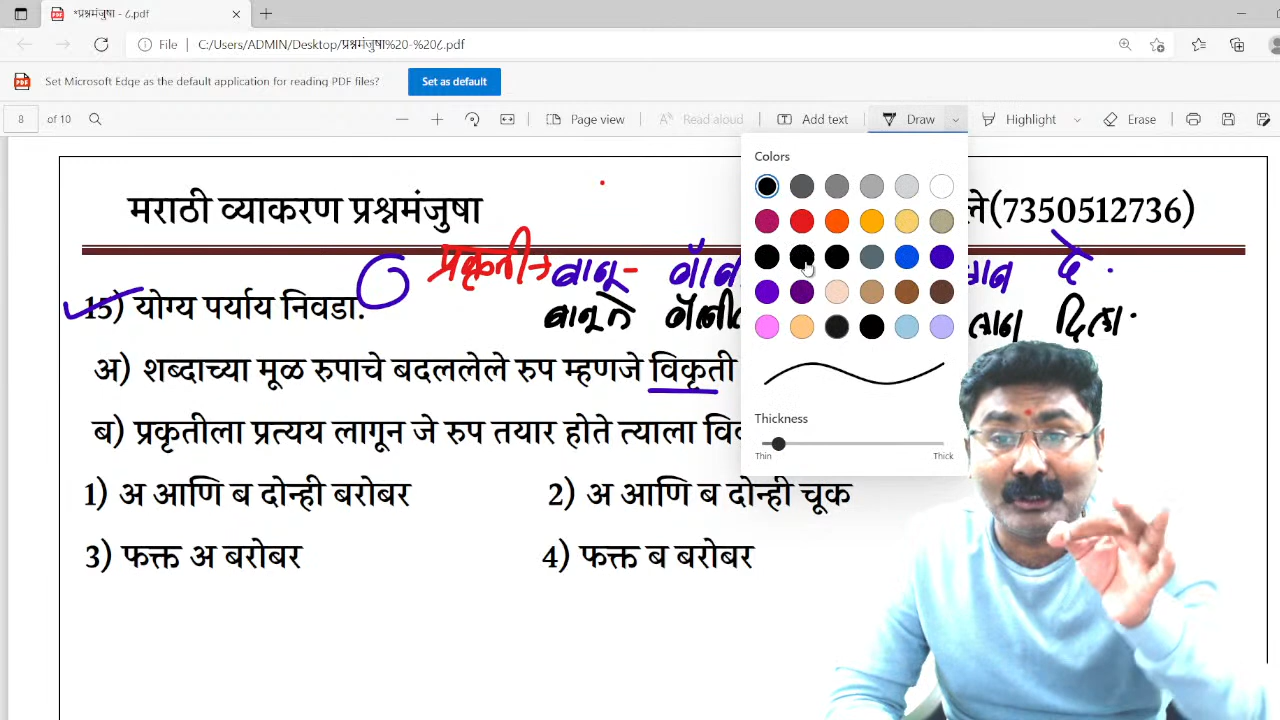 *प्रश्नमंजुषा - ८.pdf
File C:/Users/ADMIN/Desktop/प्रश्नमंजुषा%20-%20८.pdf
Set Microsoft Edge as the default application for reading PDF files? Set as default
8 of 10 Page view Read aloud Add text Draw Highlight Erase
Colors
मराठी व्याकरण प्रश्नमंजुषा ले(7350512736)
प्रकृती → दे.
15) योग्य पर्याय निवडा. दिला.
अ) शब्दाच्या मूळ रुपाचे बदललेले रुप म्हणजे विकृती
Thickness
ब) प्रकृतीला प्रत्यय लागून जे रुप तयार होते त्याला
Thin Thick
1) अ आणि ब दोन्ही बरोबर 2) अ आणि ब दोन्ही चूक
3) फक्त अ बरोबर 4) फक्त ब बरोबर